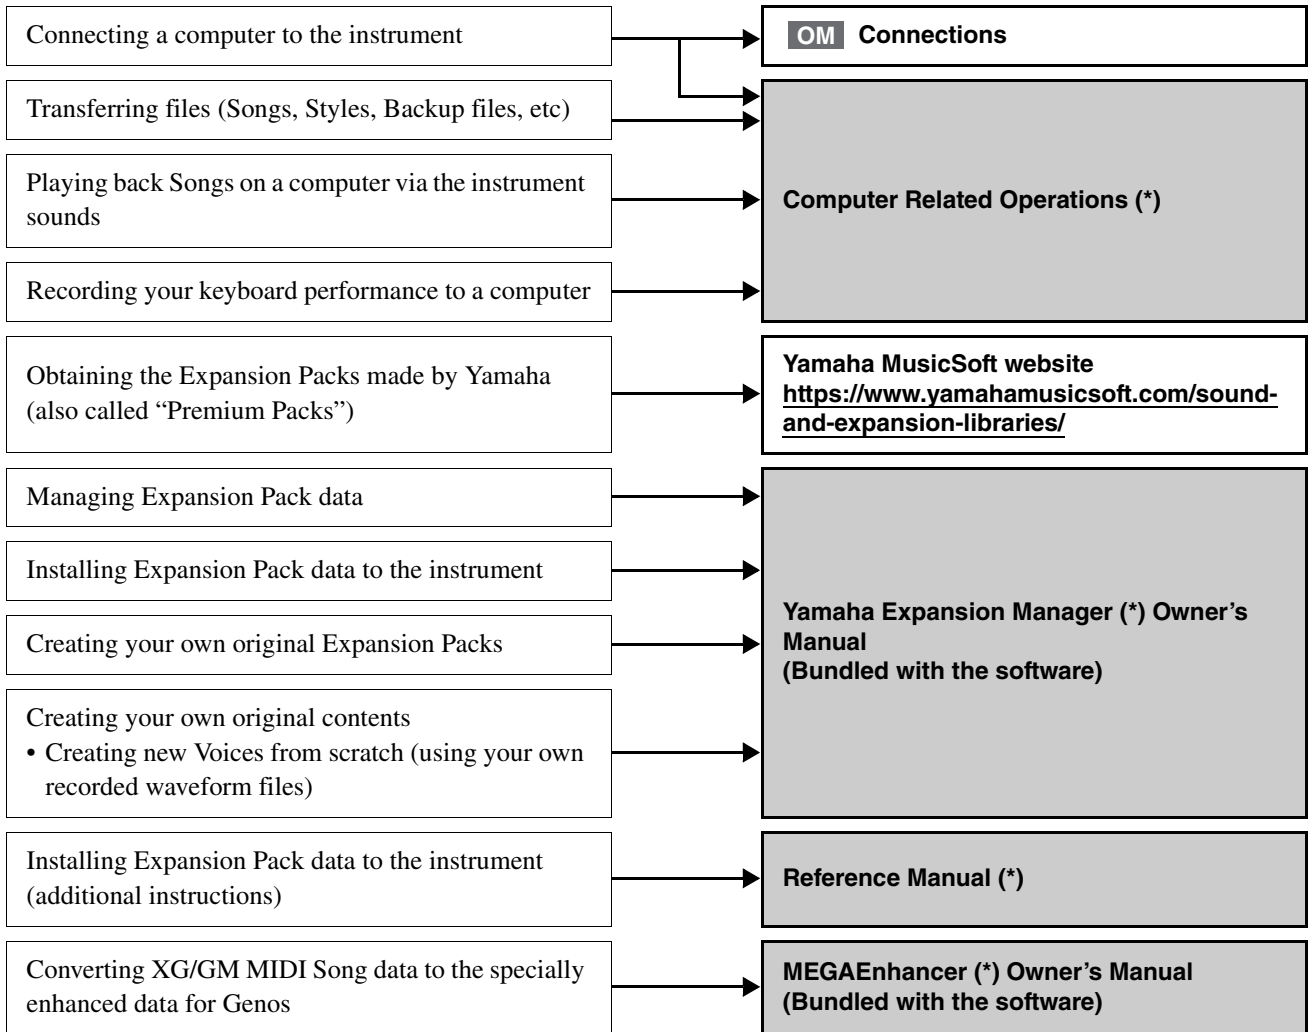 Connecting a computer to the instrument
OM Connections
Transferring files (Songs, Styles, Backup files, etc)
Playing back Songs on a computer via the instrument
sounds
Recording your keyboard performance to a computer
Computer Related Operations (*)
Obtaining the Expansion Packs made by Yamaha
(also called “Premium Packs”)
Yamaha MusicSoft website
https://www.yamahamusicsoft.com/sound-
and-expansion-libraries/
Managing Expansion Pack data
Installing Expansion Pack data to the instrument
Creating your own original Expansion Packs
Creating your own original contents
• Creating new Voices from scratch (using your own
recorded waveform files)
Yamaha Expansion Manager (*) Owner’s
Manual
(Bundled with the software)
Installing Expansion Pack data to the instrument
(additional instructions)
Reference Manual (*)
Converting XG/GM MIDI Song data to the specially
enhanced data for Genos
MEGAEnhancer (*) Owner’s Manual
(Bundled with the software)